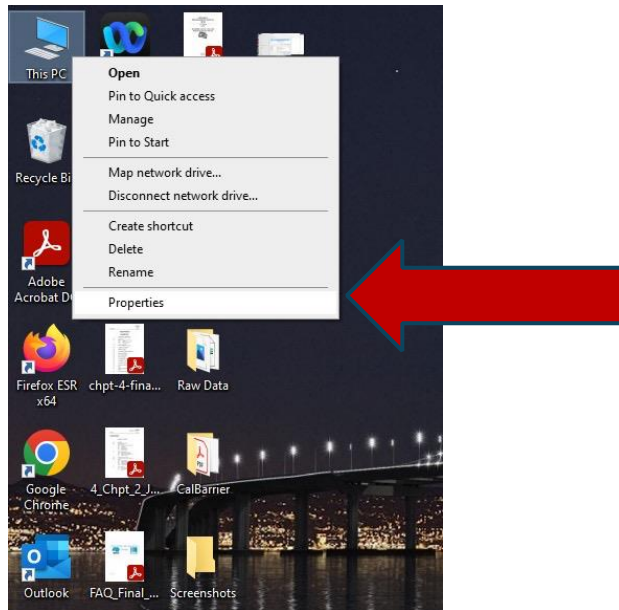 This PC
Open
Pin to Quick access
Manage
Pin to Start
Map network drive...
Disconnect network drive...
Create shortcut
Delete
Rename
Properties
Recycle Bi
Adobe
Acrobat D
Firefox ESR
x64
chpt-4-fina...
Raw Data
Google
Chrome
4_Chpt_2_J...
CalBarrier
Outlook
FAQ_Final_...
Screenshots